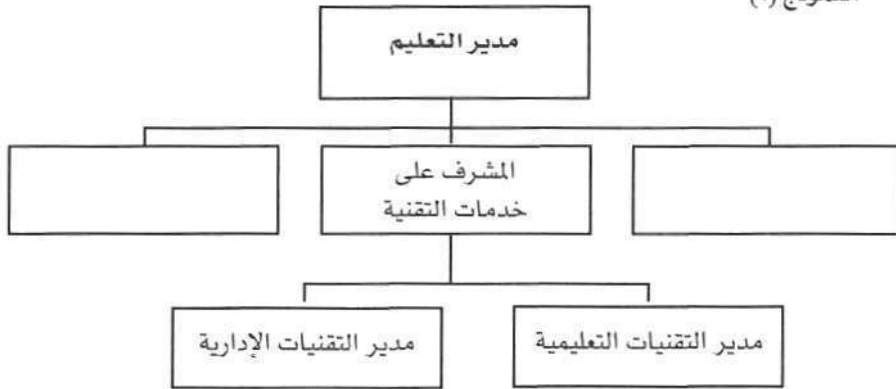 مدير التعليم
المشرف على
خدمات التقنية
مدير التقنيات التعليمية
مدير التقنيات الإدارية